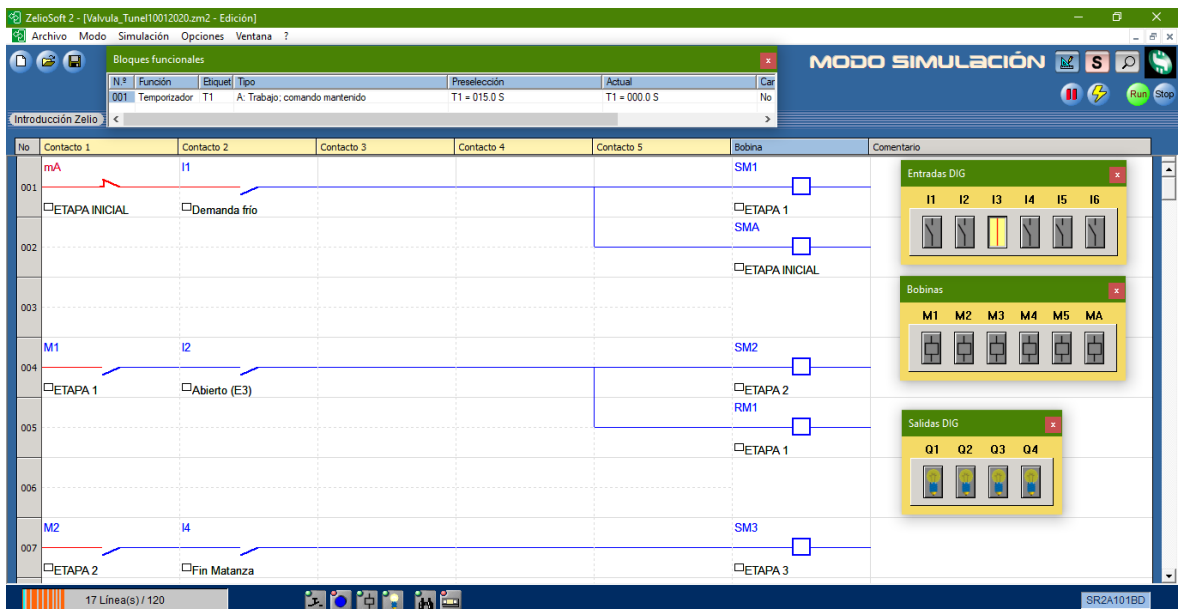 ZelioSoft 2 - [Valvula_Tunel10012020.zm2 - Edición]
Archivo Modo Simulación Opciones Ventana ?
Bloques funcionales
MODO SIMULACIÓN
S
N.º Función Etiquet Tipo Preselección Actual Car
001 Temporizador T1 A: Trabajo; comando mantenido T1 = 015.0 S T1 = 000.0 S No
Run Stop
Introducción Zelio
No Contacto 1 Contacto 2 Contacto 3 Contacto 4 Contacto 5 Bobina Comentario
mA I1 SM1
001
ETAPA INICIAL Demanda frío ETAPA 1
SMA
002
ETAPA INICIAL
003
M1 I2 SM2
004
ETAPA 1 Abierto (E3) ETAPA 2
RM1
005
ETAPA 1
006
M2 I4 SM3
007
ETAPA 2 Fin Matanza ETAPA 3
Entradas DIG
I1 I2 I3 I4 I5 I6
Bobinas
M1 M2 M3 M4 M5 MA
Salidas DIG
Q1 Q2 Q3 Q4
17 Línea(s) / 120
SR2A101BD